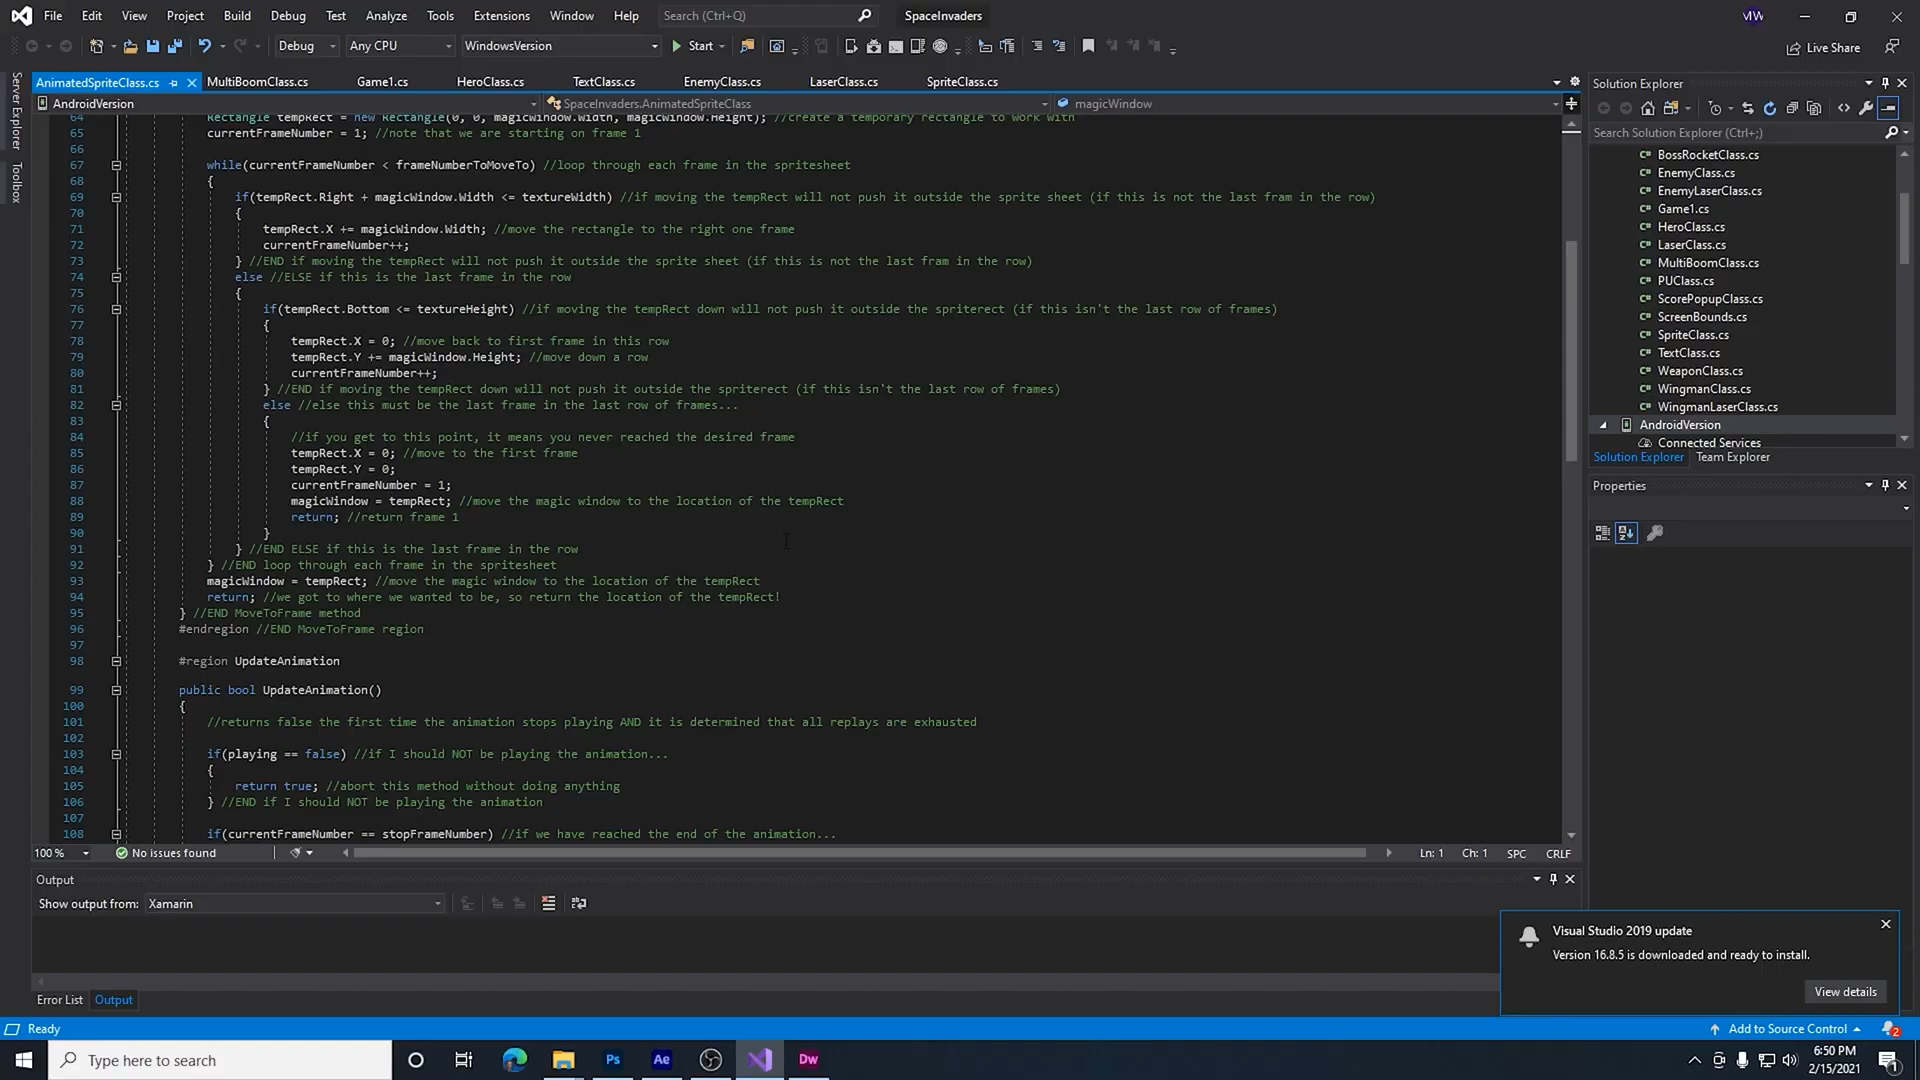 File Edit View Project Build Debug Test Analyze Tools Extensions Window Help Search (Ctrl+Q) SpaceInvaders MW
Debug Any CPU WindowsVersion Start Live Share
AnimatedSpriteClass.cs MultiBoomClass.cs Game1.cs HeroClass.cs TextClass.cs EnemyClass.cs LaserClass.cs SpriteClass.cs
AndroidVersion SpaceInvaders.AnimatedSpriteClass magicWindow
Server Explorer
Toolbox
64 Rectangle tempRect = new Rectangle(0, 0, magicWindow.Width, magicWindow.Height); //create a temporary rectangle to work with
65 currentFrameNumber = 1; //note that we are starting on frame 1
66
67 while(currentFrameNumber < frameNumberToMoveTo) //loop through each frame in the spritesheet
68 {
69 if(tempRect.Right + magicWindow.Width <= textureWidth) //if moving the tempRect will not push it outside the sprite sheet (if this is not the last fram in the row)
70 {
71 tempRect.X += magicWindow.Width; //move the rectangle to the right one frame
72 currentFrameNumber++;
73 } //END if moving the tempRect will not push it outside the sprite sheet (if this is not the last fram in the row)
74 else //ELSE if this is the last frame in the row
75 {
76 if(tempRect.Bottom <= textureHeight) //if moving the tempRect down will not push it outside the spriterect (if this isn't the last row of frames)
77 {
78 tempRect.X = 0; //move back to first frame in this row
79 tempRect.Y += magicWindow.Height; //move down a row
80 currentFrameNumber++;
81 } //END if moving the tempRect down will not push it outside the spriterect (if this isn't the last row of frames)
82 else //else this must be the last frame in the last row of frames...
83 {
84 //if you get to this point, it means you never reached the desired frame
85 tempRect.X = 0; //move to the first frame
86 tempRect.Y = 0;
87 currentFrameNumber = 1;
88 magicWindow = tempRect; //move the magic window to the location of the tempRect
89 return; //return frame 1
90 }
91 } //END ELSE if this is the last frame in the row
92 } //END loop through each frame in the spritesheet
93 magicWindow = tempRect; //move the magic window to the location of the tempRect
94 return; //we got to where we wanted to be, so return the location of the tempRect!
95 } //END MoveToFrame method
96 #endregion //END MoveToFrame region
97
98 #region UpdateAnimation
99 public bool UpdateAnimation()
100 {
101 //returns false the first time the animation stops playing AND it is determined that all replays are exhausted
102
103 if(playing == false) //if I should NOT be playing the animation...
104 {
105 return true; //abort this method without doing anything
106 } //END if I should NOT be playing the animation
107
108 if(currentFrameNumber == stopFrameNumber) //if we have reached the end of the animation...
100 % No issues found Ln: 1 Ch: 1 SPC CRLF
Output
Show output from: Xamarin
Error List Output
Solution Explorer
Search Solution Explorer (Ctrl+;)
C# BossRocketClass.cs
C# EnemyClass.cs
C# EnemyLaserClass.cs
C# Game1.cs
C# HeroClass.cs
C# LaserClass.cs
C# MultiBoomClass.cs
C# PUClass.cs
C# ScorePopupClass.cs
C# ScreenBounds.cs
C# SpriteClass.cs
C# TextClass.cs
C# WeaponClass.cs
C# WingmanClass.cs
C# WingmanLaserClass.cs
AndroidVersion
Connected Services
Solution Explorer Team Explorer
Properties
Visual Studio 2019 update
Version 16.8.5 is downloaded and ready to install.
View details
Ready Add to Source Control 2
Type here to search Ps Ae Dw 6:50 PM
2/15/2021 1